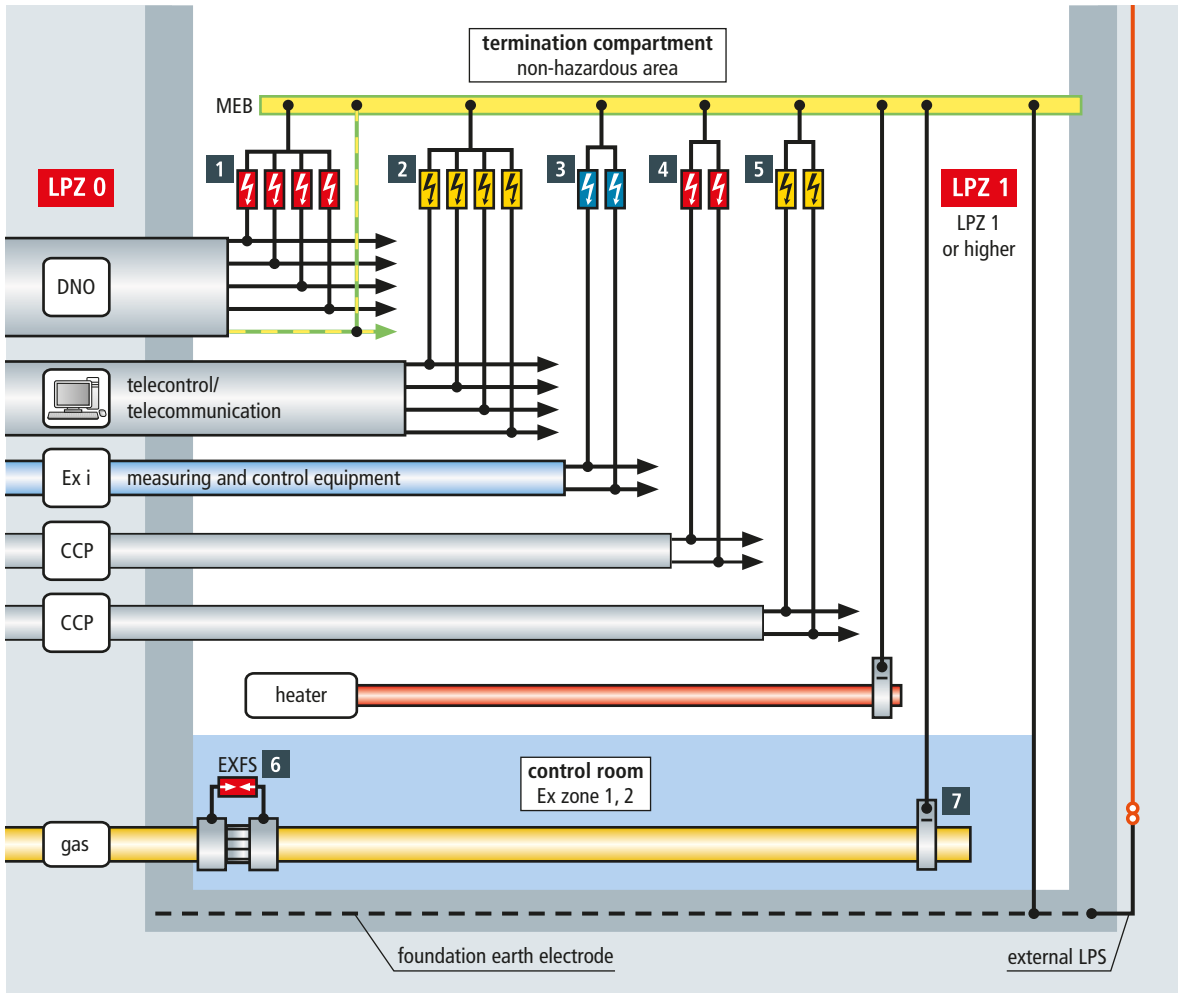 termination compartment
non-hazardous area
MEB
1
2
3
4
5
LPZ 0
LPZ 1
LPZ 1
or higher
DNO
telecontrol/
telecommunication
Ex i
measuring and control equipment
CCP
CCP
heater
EXFS 6
control room
Ex zone 1, 2
7
gas
foundation earth electrode
external LPS